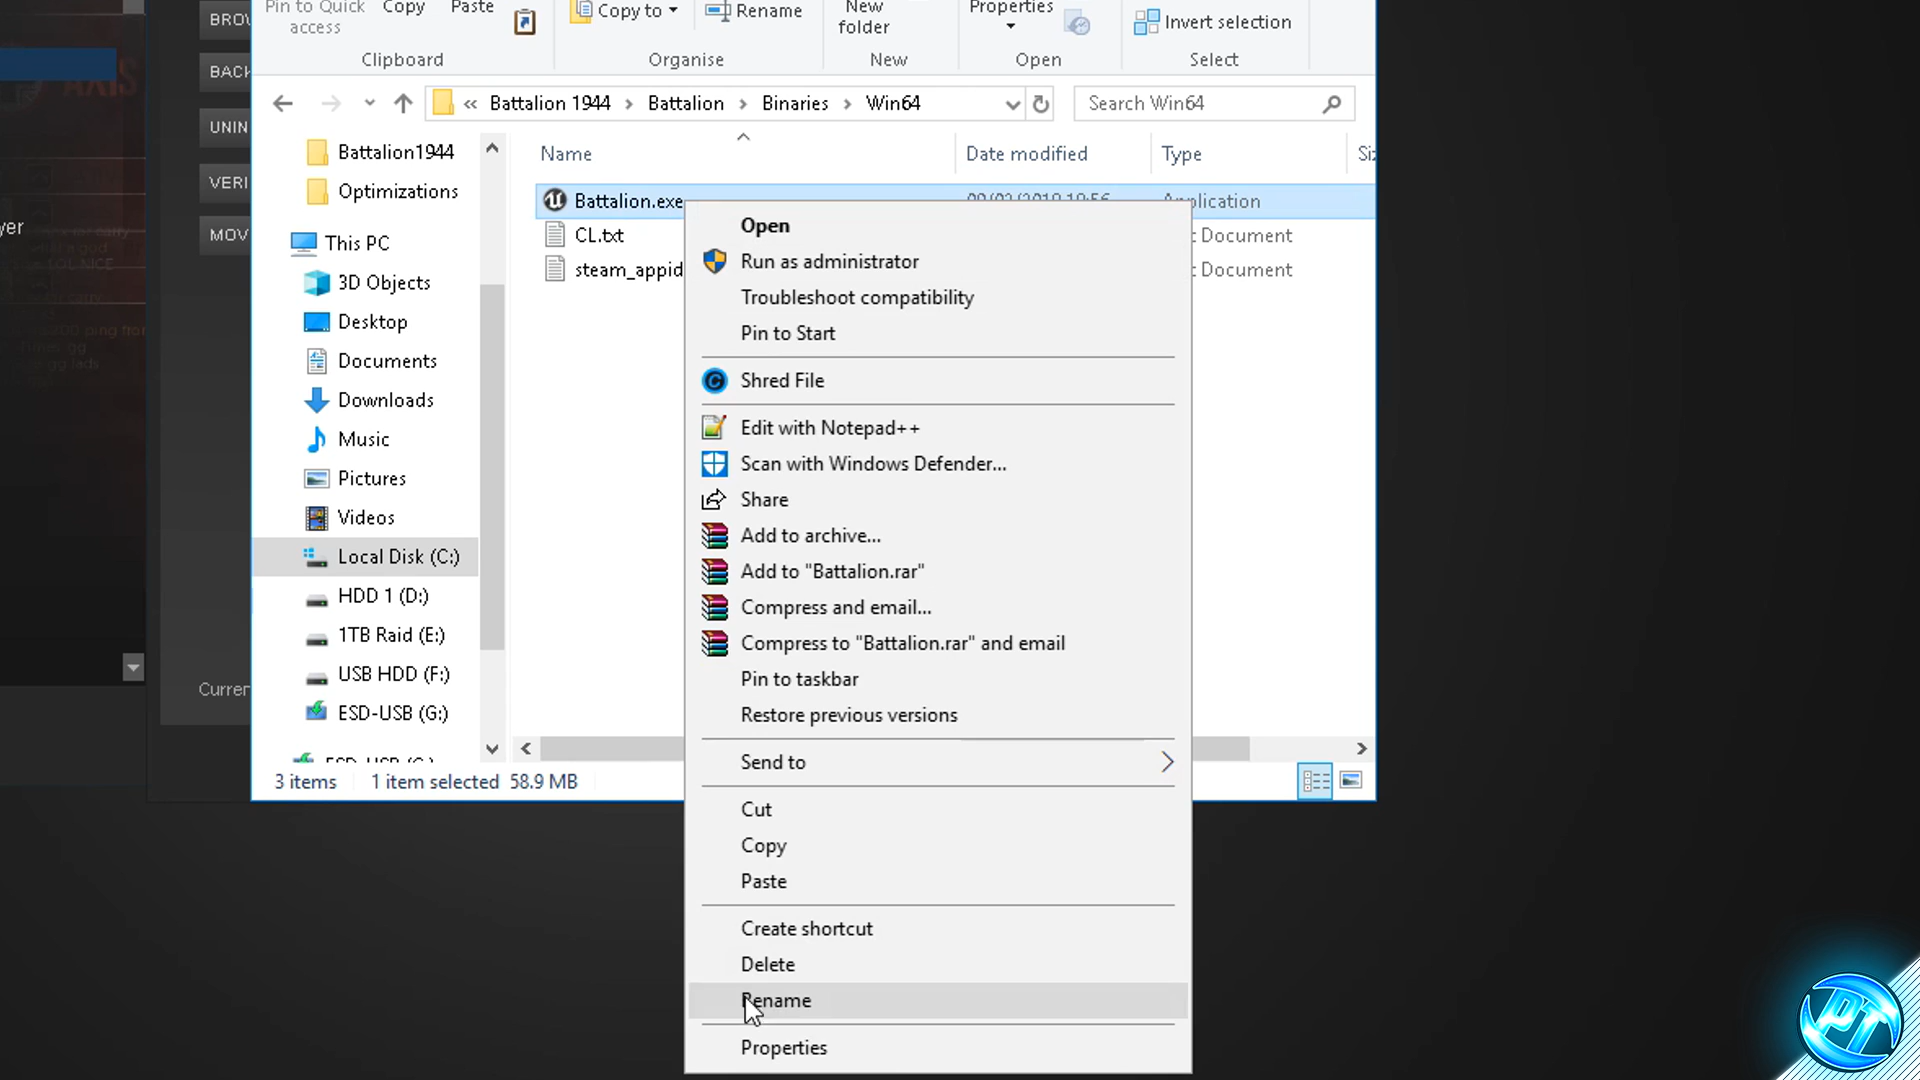 Pin to Quick access
Copy
Paste
Copy to
Rename
New folder
Properties
Invert selection
Clipboard
Organise
New
Open
Select
BACK
UNIN
VERI
MOV
Curren
« Battalion 1944 > Battalion > Binaries > Win64
Search Win64
Battalion1944
Optimizations
This PC
3D Objects
Desktop
Documents
Downloads
Music
Pictures
Videos
Local Disk (C:)
HDD 1 (D:)
1TB Raid (E:)
USB HDD (F:)
ESD-USB (G:)
Name
Date modified
Type
Battalion.exe
Application
CL.txt
Document
steam_appid
Document
Open
Run as administrator
Troubleshoot compatibility
Pin to Start
Shred File
Edit with Notepad++
Scan with Windows Defender...
Share
Add to archive...
Add to "Battalion.rar"
Compress and email...
Compress to "Battalion.rar" and email
Pin to taskbar
Restore previous versions
Send to
Cut
Copy
Paste
Create shortcut
Delete
Rename
Properties
3 items
1 item selected 58.9 MB
PT